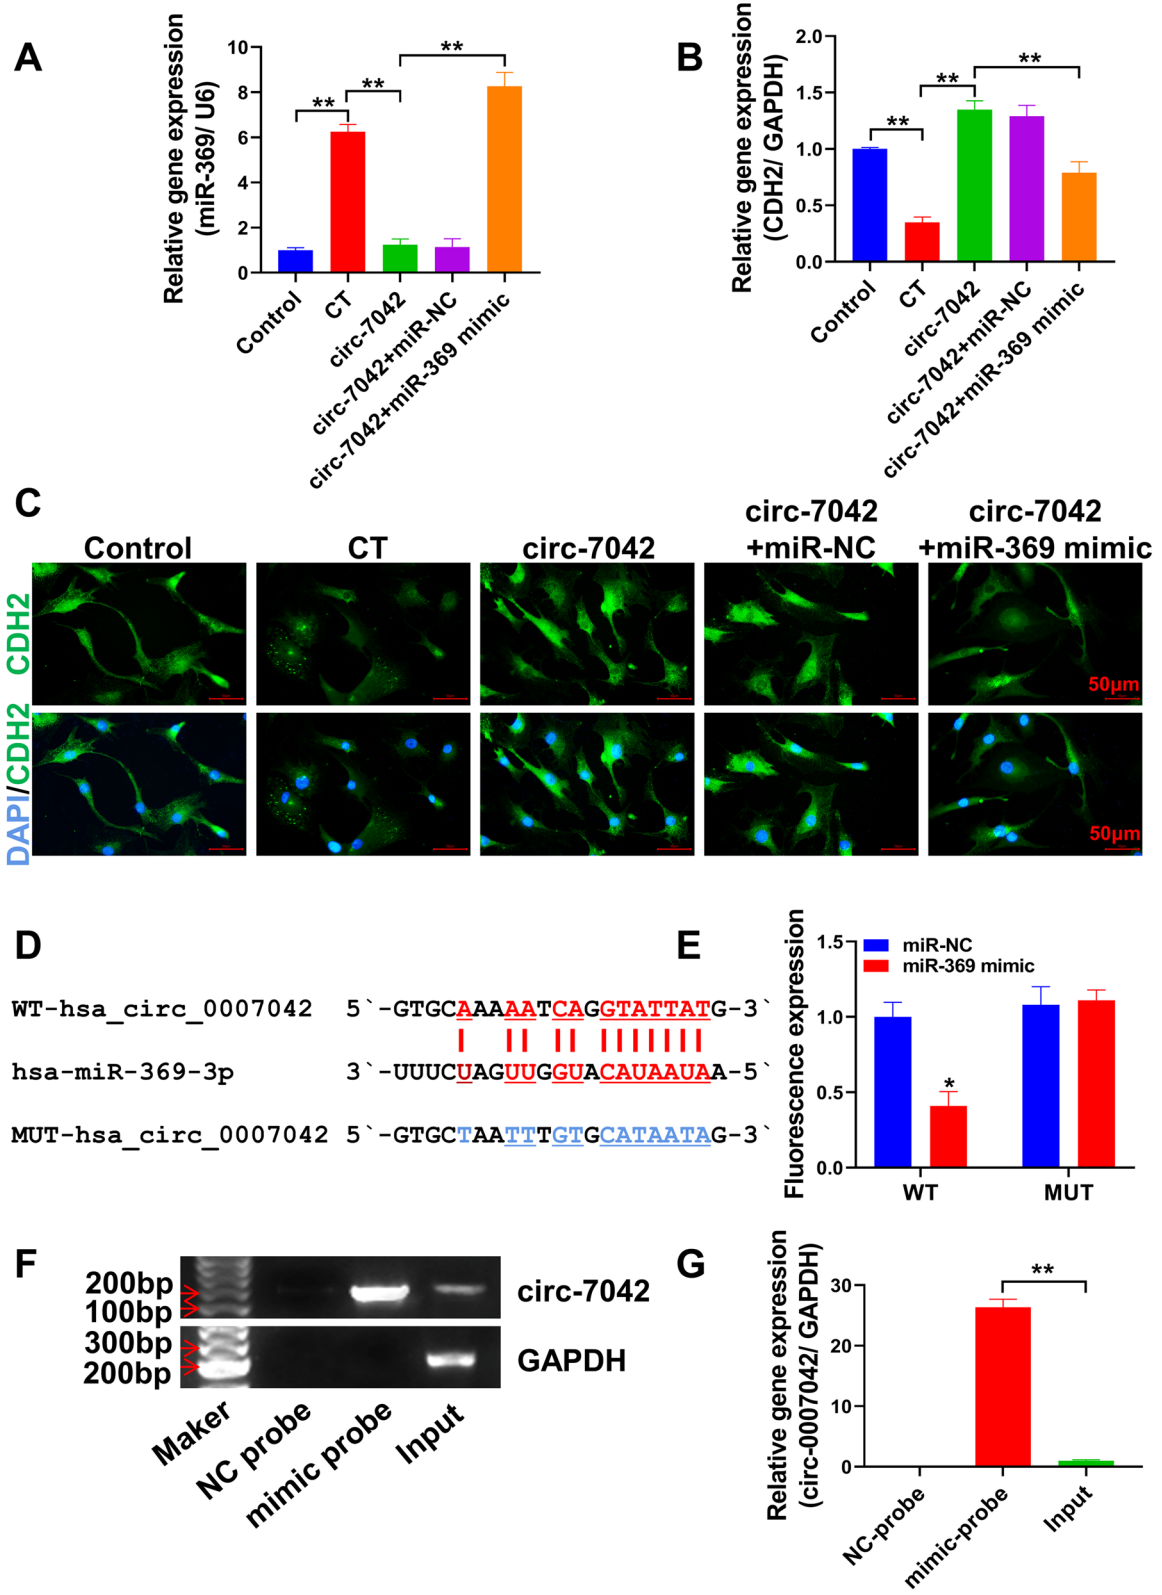 A
Relative gene expression
(miR-369/ U6)
10
8
6
4
2
0
**
**
**
Control
CT
circ-7042
circ-7042+miR-NC
circ-7042+miR-369 mimic
B
Relative gene expression
(CDH2/ GAPDH)
2.0
1.5
1.0
0.5
0.0
**
**
**
Control
CT
circ-7042
circ-7042+miR-NC
circ-7042+miR-369 mimic
C
Control
CT
circ-7042
circ-7042
+miR-NC
circ-7042
+miR-369 mimic
CDH2
50μm
DAPI/CDH2
50μm
D
WT-hsa_circ_0007042 5`-GTGCAAAAATCAGGTATTATG-3`
hsa-miR-369-3p 3`-UUUCUAGUUGGUACAUAAUAA-5`
MUT-hsa_circ_0007042 5`-GTGCTAATTTGTGCATAATAG-3`
E
Fluorescence expression
1.5
1.0
0.5
0.0
miR-NC
miR-369 mimic
*
WT
MUT
F
200bp
100bp
circ-7042
300bp
200bp
GAPDH
Maker
NC probe
mimic probe
Input
G
Relative gene expression
(circ-0007042/ GAPDH)
30
20
10
0
**
NC-probe
mimic-probe
Input